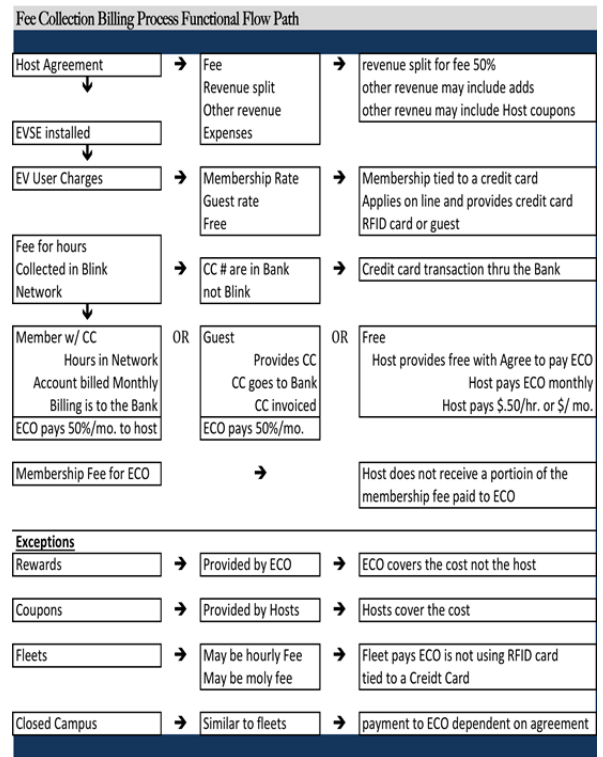 Fee Collection Billing Process Functional Flow Path
Host Agreement → Fee → revenue split for fee 50%
Revenue split other revenue may include adds
Other revenue other revneu may include Host coupons
EVSE installed Expenses
EV User Charges → Membership Rate → Membership tied to a credit card
Guest rate Applies on line and provides credit card
Free RFID card or guest
Fee for hours
Collected in Blink → CC # are in Bank → Credit card transaction thru the Bank
Network not Blink
Member w/ CC OR Guest OR Free
Hours in Network Provides CC Host provides free with Agree to pay ECO
Account billed Monthly CC goes to Bank Host pays ECO monthly
Billing is to the Bank CC invoiced Host pays $.50/hr. or $/ mo.
ECO pays 50%/mo. to host ECO pays 50%/mo.
Membership Fee for ECO → Host does not receive a portioin of the
membership fee paid to ECO
Exceptions
Rewards → Provided by ECO → ECO covers the cost not the host
Coupons → Provided by Hosts → Hosts cover the cost
Fleets → May be hourly Fee → Fleet pays ECO is not using RFID card
May be moly fee tied to a Creidt Card
Closed Campus → Similar to fleets → payment to ECO dependent on agreement